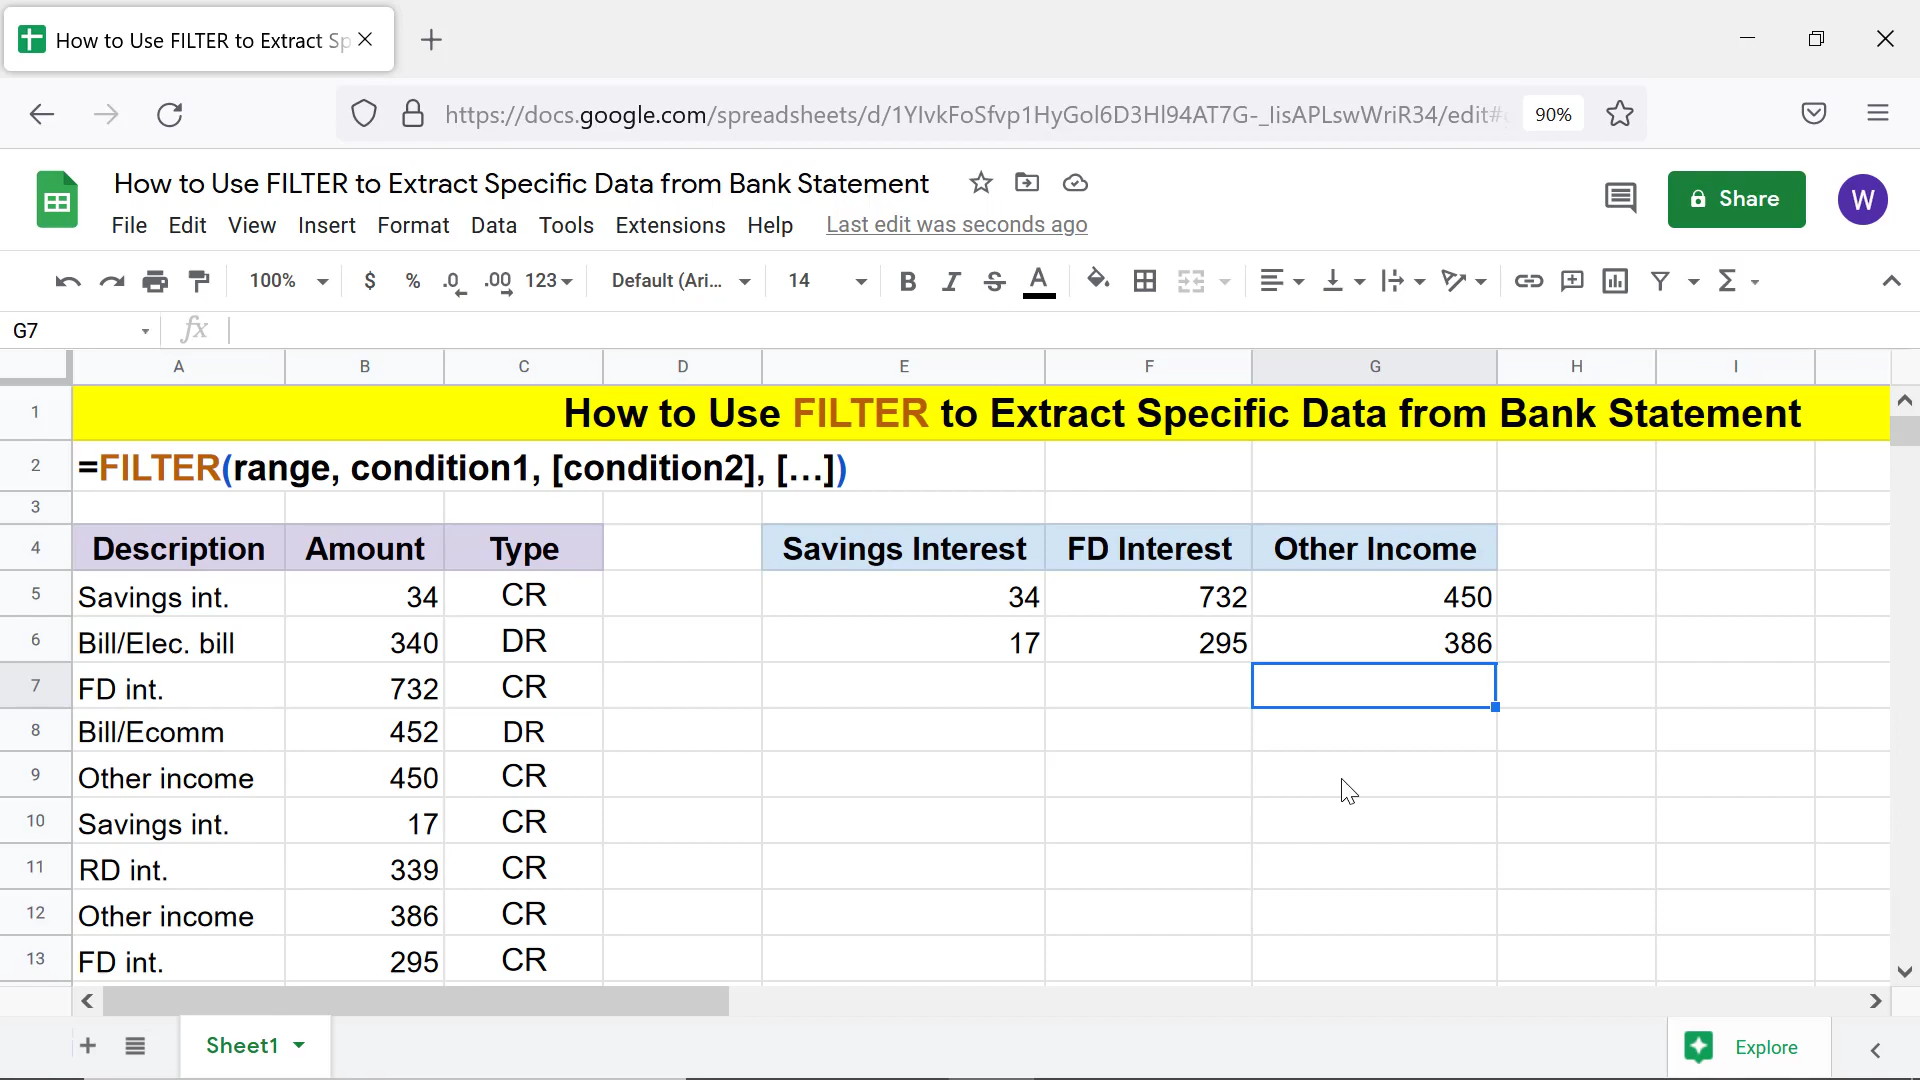 How to Use FILTER to Extract Sp
https://docs.google.com/spreadsheets/d/1YIvkFoSfvp1HyGol6D3Hl94AT7G-_IisAPLswWriR34/edit# 90%
How to Use FILTER to Extract Specific Data from Bank Statement
File Edit View Insert Format Data Tools Extensions Help Last edit was seconds ago
Share
W
100% $ % .0 .00 123 Default (Ari... 14 B I S A Σ
G7 fx
A B C D E F G H I
1 How to Use FILTER to Extract Specific Data from Bank Statement
2 =FILTER(range, condition1, [condition2], […])
3
4 Description Amount Type Savings Interest FD Interest Other Income
5 Savings int. 34 CR 34 732 450
6 Bill/Elec. bill 340 DR 17 295 386
7 FD int. 732 CR
8 Bill/Ecomm 452 DR
9 Other income 450 CR
10 Savings int. 17 CR
11 RD int. 339 CR
12 Other income 386 CR
13 FD int. 295 CR
Sheet1 Explore